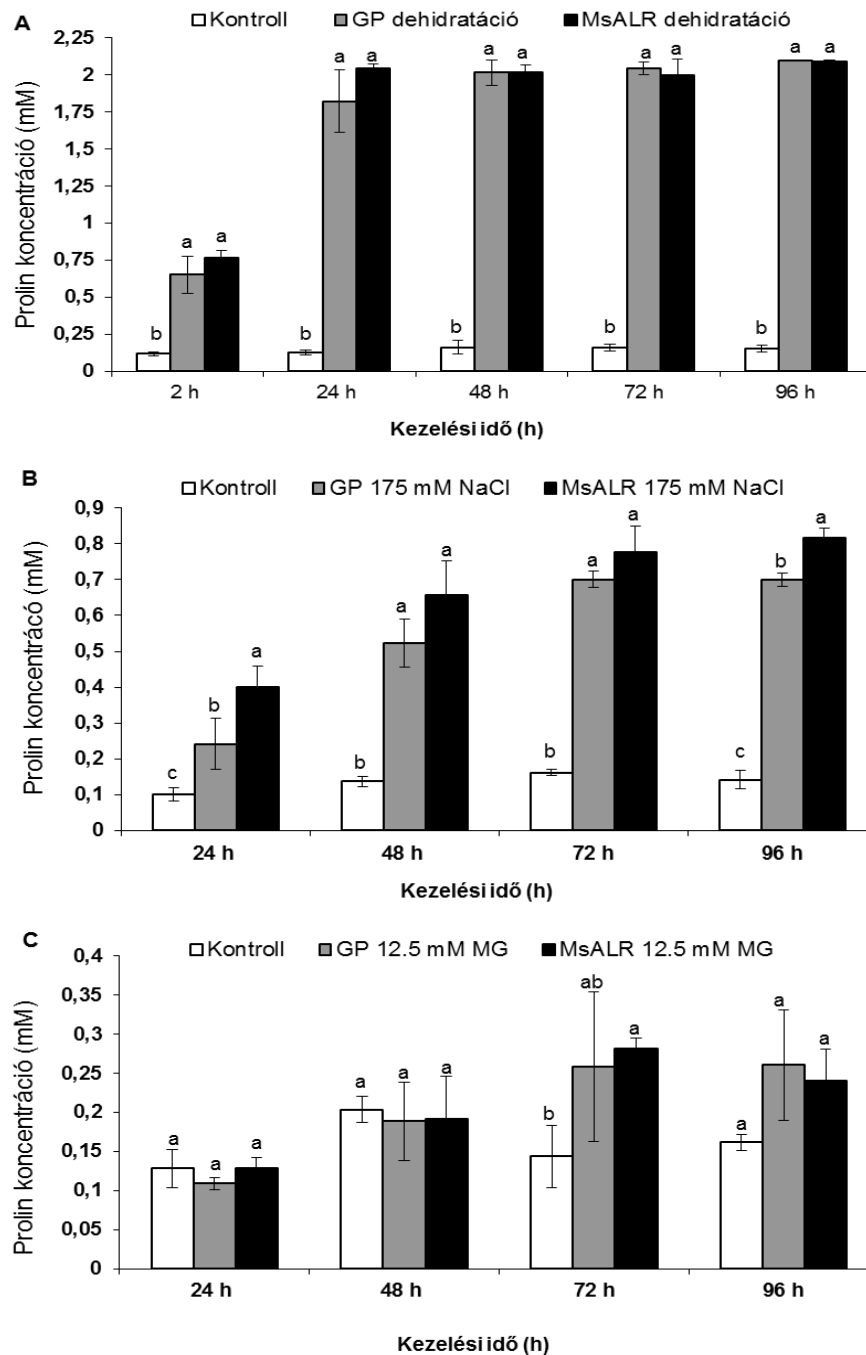 A
Kontroll GP dehidratáció MsALR dehidratáció
Prolin koncentráció (mM)
2,25
2
1,75
1,5
1,25
1
0,75
0,5
0,25
0
b a a b a a b a a b a a b a a
2 h 24 h 48 h 72 h 96 h
Kezelési idő (h)
B
Kontroll GP 175 mM NaCl MsALR 175 mM NaCl
Prolin koncentrácó (mM)
0,9
0,8
0,7
0,6
0,5
0,4
0,3
0,2
0,1
0
c b a b a a b a a c b a
24 h 48 h 72 h 96 h
Kezelési idő (h)
C
Kontroll GP 12.5 mM MG MsALR 12.5 mM MG
Prolin koncentráció (mM)
0,4
0,35
0,3
0,25
0,2
0,15
0,1
0,05
0
a a a a a a b ab a a a a
24 h 48 h 72 h 96 h
Kezelési idő (h)